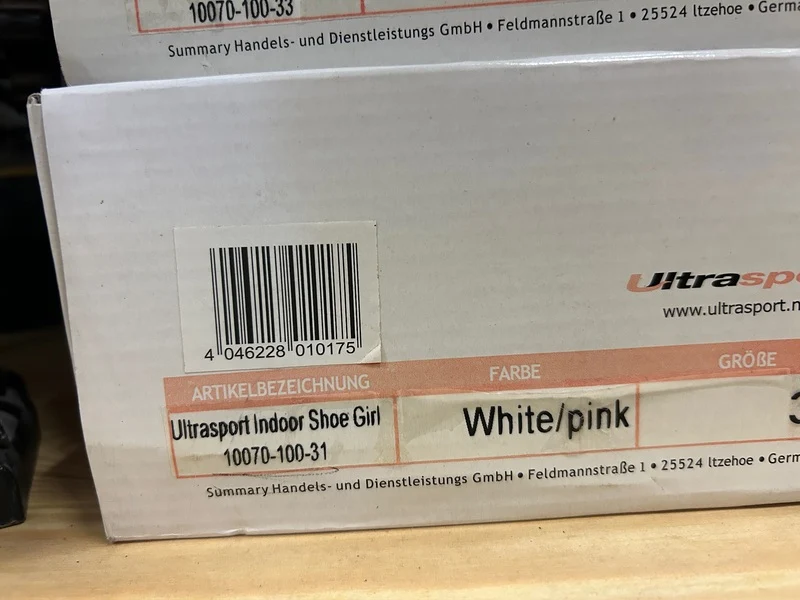 10070-100-33
Summary Handels- und Dienstleistungs GmbH • Feldmannstraße 1 • 25524 Itzehoe •
www.ultrasport.n
4 046228 010175
ARTIKELBEZEICHNUNG FARBE GRÖßE
Ultrasport Indoor Shoe Girl White/pink
10070-100-31
Summary Handels- und Dienstleistungs GmbH • Feldmannstraße 1 • 25524 Itzehoe •